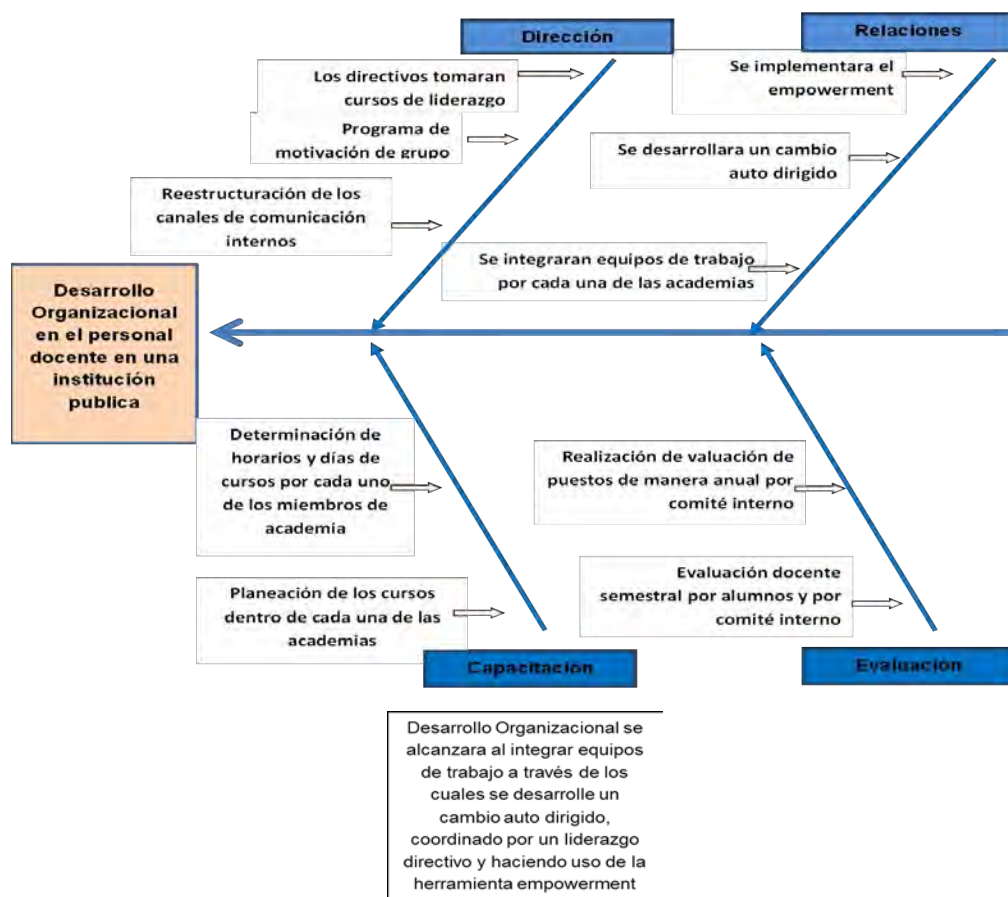 Dirección
Relaciones
Los directivos tomaran
cursos de liderazgo
Programa de
motivación de grupo
Reestructuración de los
canales de comunicación
internos
Se implementara el
empowerment
Se desarrollara un cambio
auto dirigido
Se integraran equipos de trabajo
por cada una de las academias
Desarrollo
Organizacional
en el personal
docente en una
institución
publica
Determinación de
horarios y días de
cursos por cada uno
de los miembros de
academia
Planeación de los cursos
dentro de cada una de las
academias
Realización de valuación de
puestos de manera anual por
comité interno
Evaluación docente
semestral por alumnos y por
comité interno
Capacitación
Evaluación
Desarrollo Organizacional se
alcanzara al integrar equipos
de trabajo a través de los
cuales se desarrolle un
cambio auto dirigido,
coordinado por un liderazgo
directivo y haciendo uso de la
herramienta empowerment